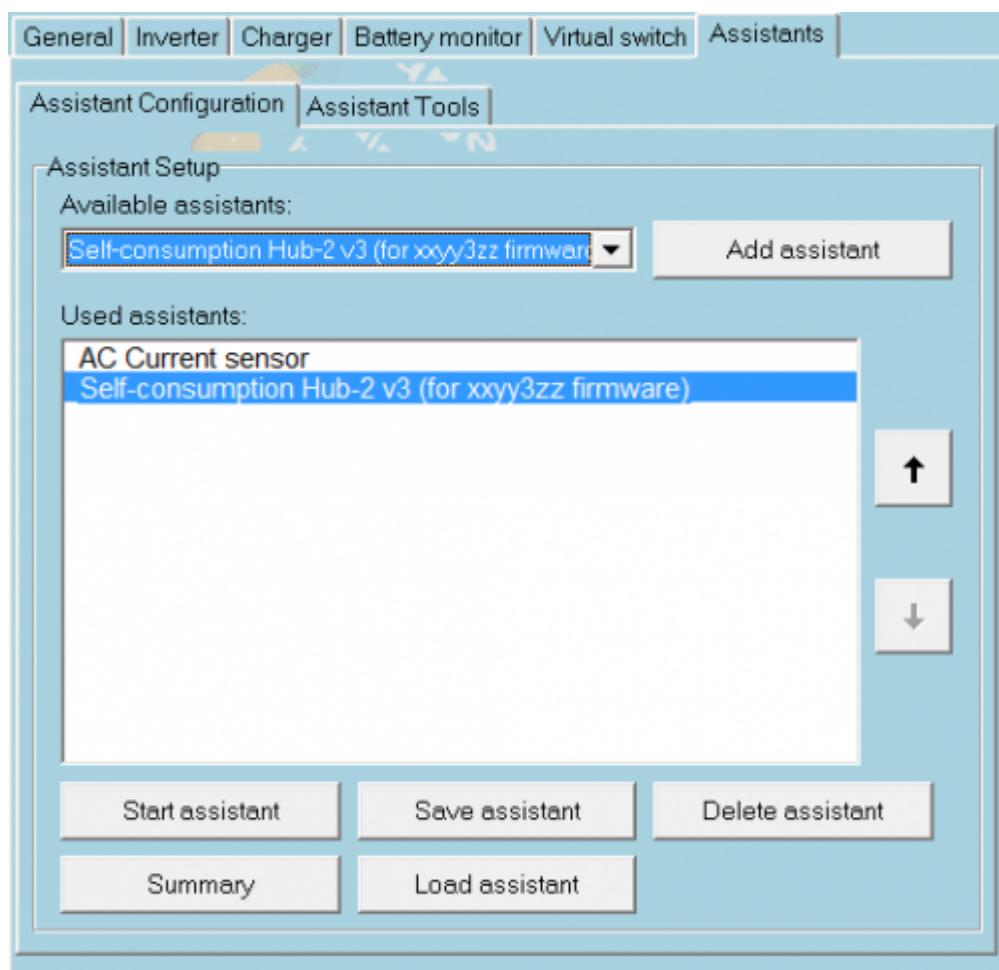 General Inverter Charger Battery monitor Virtual switch Assistants
Assistant Configuration Assistant Tools
Assistant Setup
Available assistants:
Self-consumption Hub-2 v3 (for xxyy3zz firmware Add assistant
Used assistants:
AC Current sensor
Self-consumption Hub-2 v3 (for xxyy3zz firmware)
Start assistant Save assistant Delete assistant
Summary Load assistant